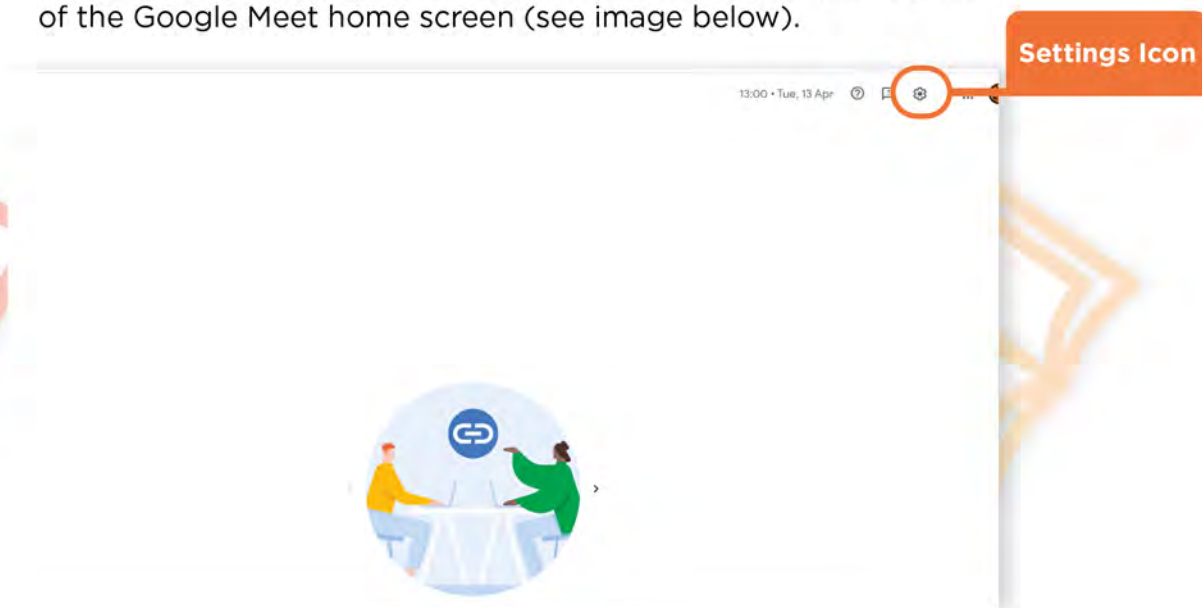 of the Google Meet home screen (see image below).
Settings Icon
13:00 • Tue, 13 Apr